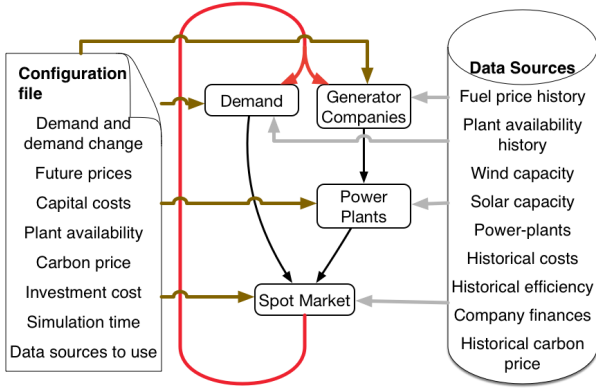 Configuration
file
Demand and
demand change
Future prices
Capital costs
Plant availability
Carbon price
Investment cost
Simulation time
Data sources to use
Demand
Generator
Companies
Power
Plants
Spot Market
Data Sources
Fuel price history
Plant availability
history
Wind capacity
Solar capacity
Power-plants
Historical costs
Historical efficiency
Company finances
Historical carbon
price